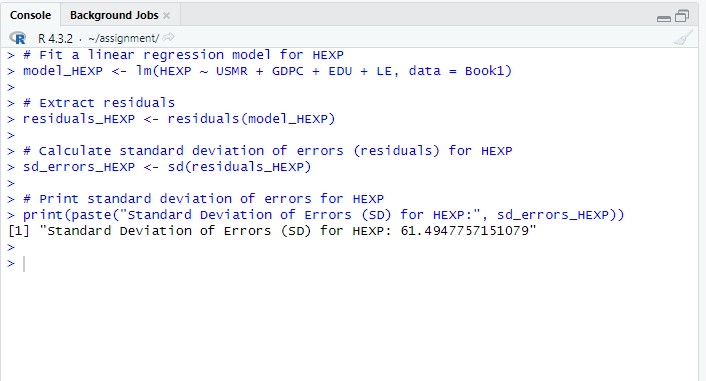 Console Background Jobs ×
R 4.3.2 · ~/assignment/
> # Fit a linear regression model for HEXP
> model_HEXP <- lm(HEXP ~ USMR + GDPC + EDU + LE, data = Book1)
>
> # Extract residuals
> residuals_HEXP <- residuals(model_HEXP)
>
> # Calculate standard deviation of errors (residuals) for HEXP
> sd_errors_HEXP <- sd(residuals_HEXP)
>
> # Print standard deviation of errors for HEXP
> print(paste("Standard Deviation of Errors (SD) for HEXP:", sd_errors_HEXP))
[1] "Standard Deviation of Errors (SD) for HEXP: 61.4947757151079"
>
>